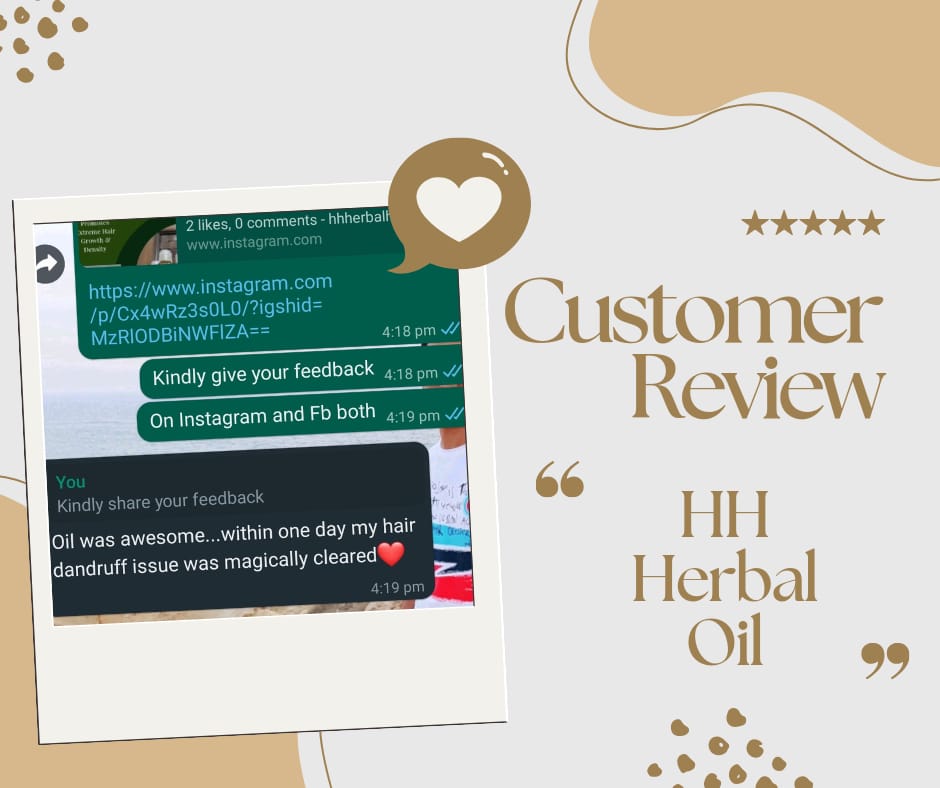 Promotes
xtreme Hair
Growth &
Density
2 likes, 0 comments - hhherbalh
www.instagram.com
https://www.instagram.com
/p/Cx4wRz3s0L0/?igshid=
MzRlODBiNWFlZA==
4:18 pm
Kindly give your feedback 4:18 pm
On Instagram and Fb both 4:19 pm
You
Kindly share your feedback
Oil was awesome...within one day my hair
dandruff issue was magically cleared❤️
4:19 pm
Customer
Review
“
HH
Herbal
Oil
”